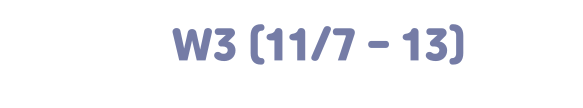 W3 (11/7 – 13)